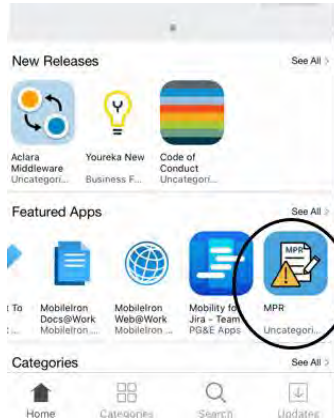 New Releases See All >
Aclara Middleware Uncategori...
Youreka New Business F...
Code of Conduct Uncategori...
Featured Apps See All >
t To
MobileIron Docs@Work MobileIron ...
MobileIron Web@Work MobileIron ...
Mobility for Jira - Team PG&E Apps
MPR
MPR Uncategori...
Categories See All >
Home Categories Search Updates